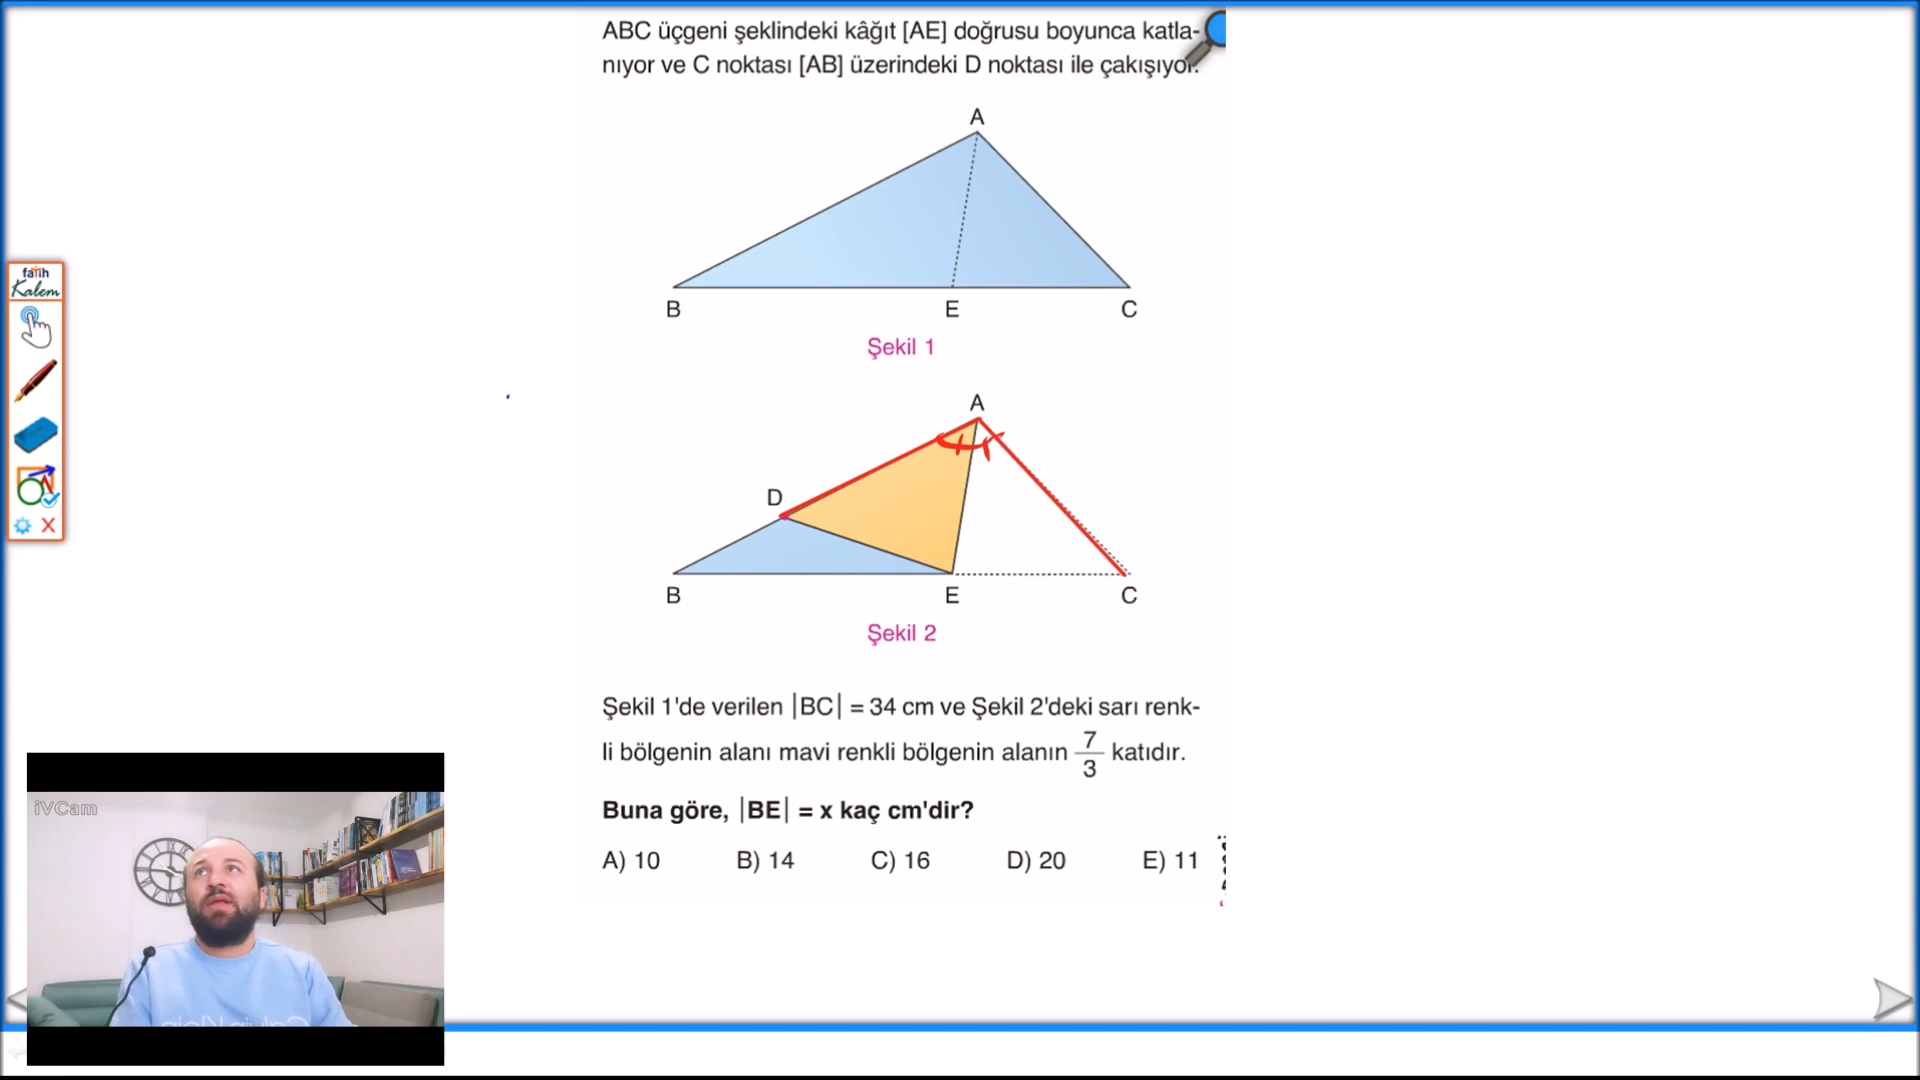 ABC üçgeni şeklindeki kâğıt [AE] doğrusu boyunca katla-
nıyor ve C noktası [AB] üzerindeki D noktası ile çakışıyor.
A
B
E
C
Şekil 1
A
D
B
E
C
Şekil 2
Şekil 1'de verilen |BC| = 34 cm ve Şekil 2'deki sarı renk-
li bölgenin alanı mavi renkli bölgenin alanın 7/3 katıdır.
Buna göre, |BE| = x kaç cm'dir?
A) 10 B) 14 C) 16 D) 20 E) 11
fatih
Kalem
iVCam